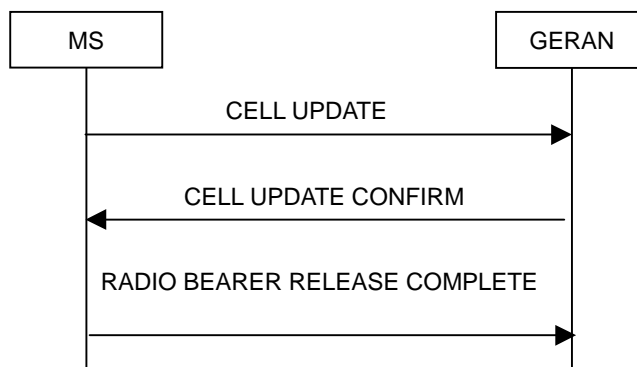 MS
GERAN
CELL UPDATE
CELL UPDATE CONFIRM
RADIO BEARER RELEASE COMPLETE